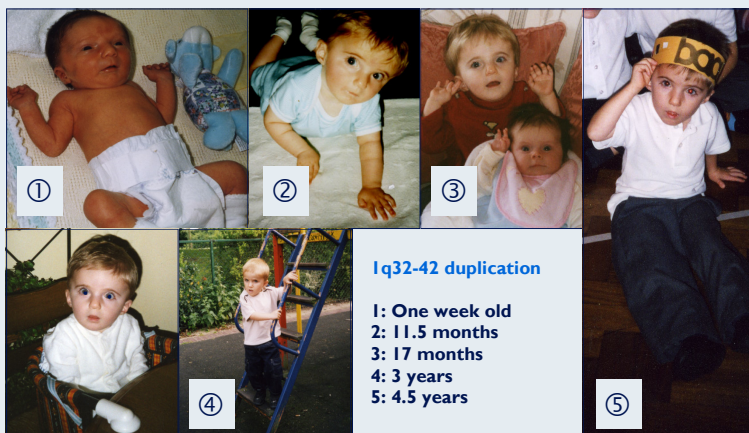 ①
②
③
④
⑤
1q32-42 duplication
1: One week old
2: 11.5 months
3: 17 months
4: 3 years
5: 4.5 years